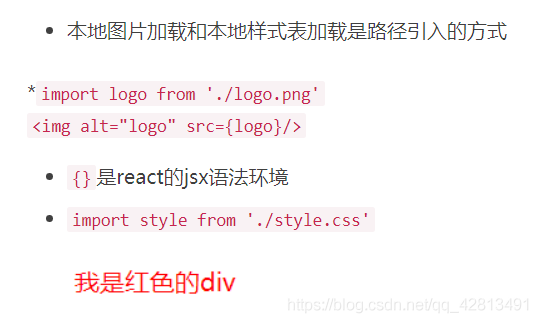 本地图片加载和本地样式表加载是路径引入的方式
*import logo from './logo.png'
<img alt="logo" src={logo}/>
{}是react的jsx语法环境
import style from './style.css'
我是红色的div
https://blog.csdn.net/qq_42813491